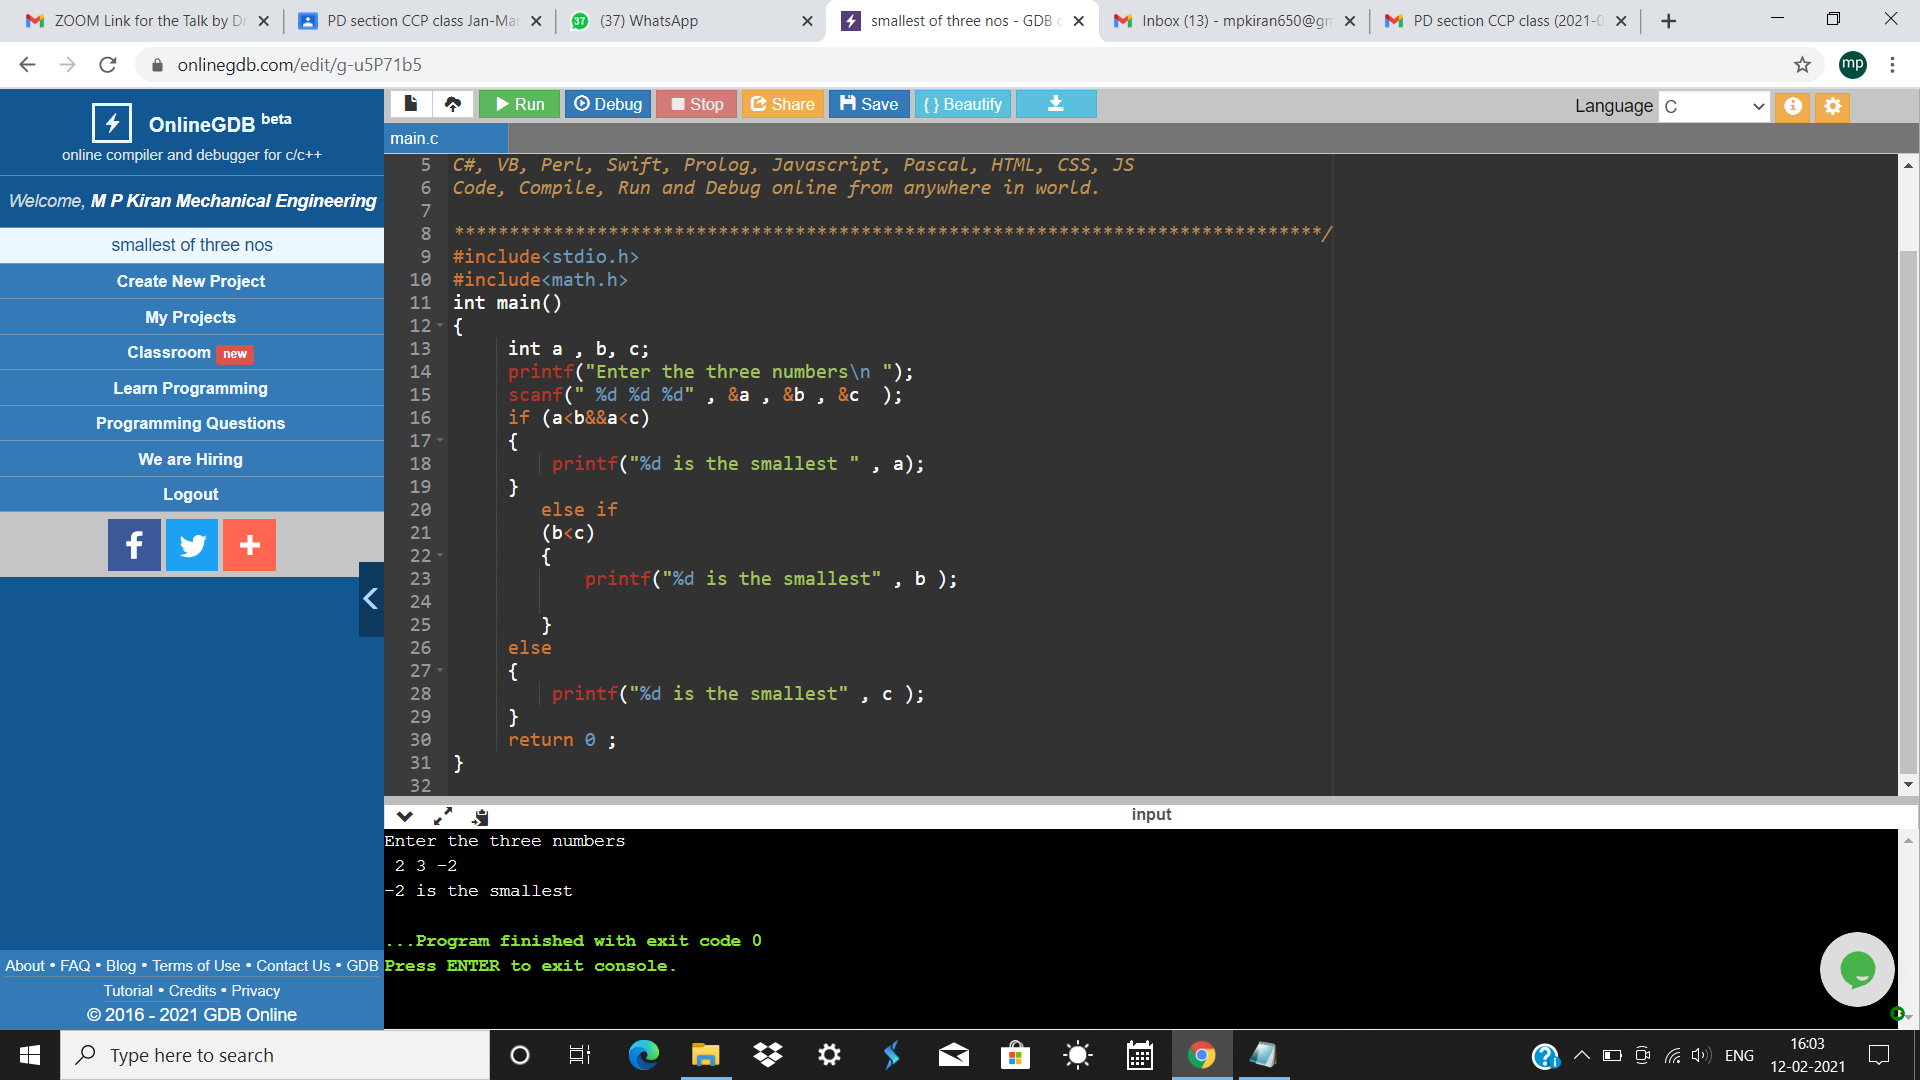 ZOOM Link for the Talk by Dr
PD section CCP class Jan-Mar
(37) WhatsApp
smallest of three nos - GDB
Inbox (13) - mpkiran650@gm
PD section CCP class (2021-0
onlinegdb.com/edit/g-u5P71b5
mp
OnlineGDB beta
online compiler and debugger for c/c++
Welcome, M P Kiran Mechanical Engineering
smallest of three nos
Create New Project
My Projects
Classroom new
Learn Programming
Programming Questions
We are Hiring
Logout
About • FAQ • Blog • Terms of Use • Contact Us • GDB
Tutorial • Credits • Privacy
© 2016 - 2021 GDB Online
Run Debug Stop Share Save { } Beautify
Language C
main.c
5 C#, VB, Perl, Swift, Prolog, Javascript, Pascal, HTML, CSS, JS
6 Code, Compile, Run and Debug online from anywhere in world.
7
8 *******************************************************************************/
9 #include<stdio.h>
10 #include<math.h>
11 int main()
12 {
13 int a , b, c;
14 printf("Enter the three numbers\n ");
15 scanf(" %d %d %d" , &a , &b , &c  );
16 if (a<b&&a<c)
17 {
18 printf("%d is the smallest " , a);
19 }
20 else if
21 (b<c)
22 {
23 printf("%d is the smallest" , b );
24
25 }
26 else
27 {
28 printf("%d is the smallest" , c );
29 }
30 return 0 ;
31 }
32
input
Enter the three numbers
2 3 -2
-2 is the smallest
...Program finished with exit code 0
Press ENTER to exit console.
Type here to search
ENG
16:03
12-02-2021